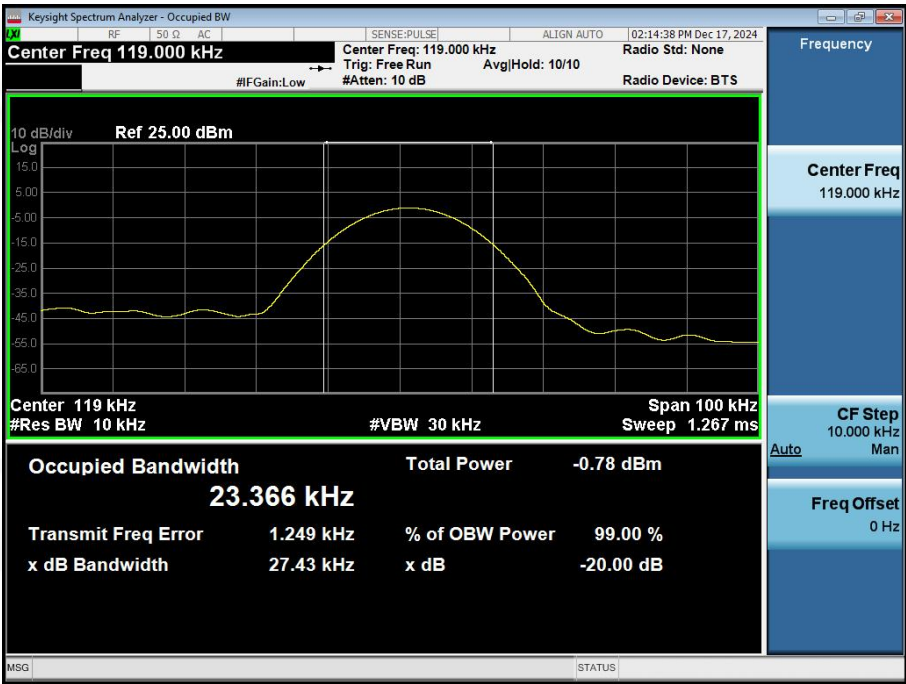 Keysight Spectrum Analyzer - Occupied BW
LXI RF 50 Ω AC SENSE:PULSE ALIGN AUTO 02:14:38 PM Dec 17, 2024
Center Freq 119.000 kHz
Center Freq: 119.000 kHz
Radio Std: None
Trig: Free Run Avg|Hold: 10/10
#IFGain:Low #Atten: 10 dB
Radio Device: BTS
10 dB/div Ref 25.00 dBm
Log
15.0
5.00
-5.00
-15.0
-25.0
-35.0
-45.0
-55.0
-65.0
Center 119 kHz Span 100 kHz
#Res BW 10 kHz #VBW 30 kHz Sweep 1.267 ms
Occupied Bandwidth Total Power -0.78 dBm
23.366 kHz
Transmit Freq Error 1.249 kHz % of OBW Power 99.00 %
x dB Bandwidth 27.43 kHz x dB -20.00 dB
Frequency
Center Freq
119.000 kHz
CF Step
10.000 kHz
Auto Man
Freq Offset
0 Hz
MSG STATUS